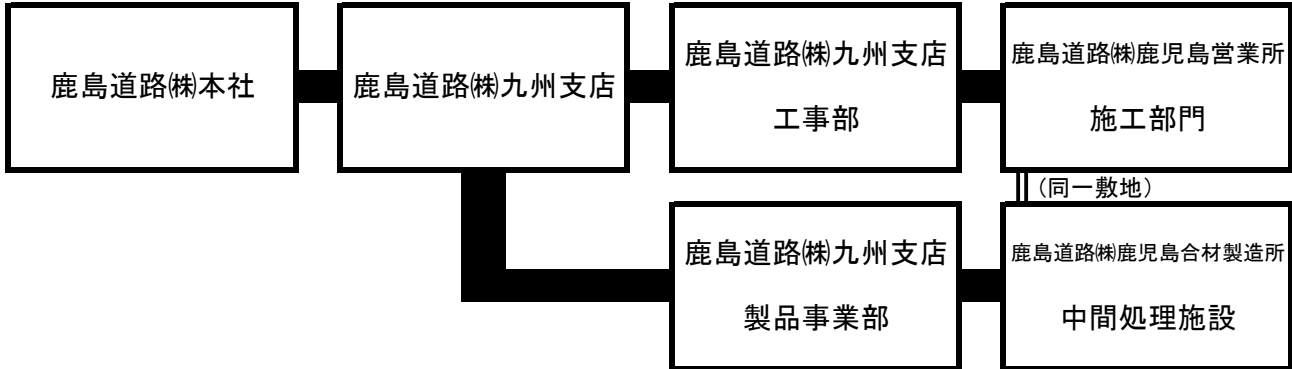 鹿島道路㈱本社
鹿島道路㈱九州支店
鹿島道路㈱九州支店
工事部
鹿島道路㈱鹿児島営業所
施工部門
(同一敷地)
鹿島道路㈱九州支店
製品事業部
鹿島道路㈱鹿児島合材製造所
中間処理施設